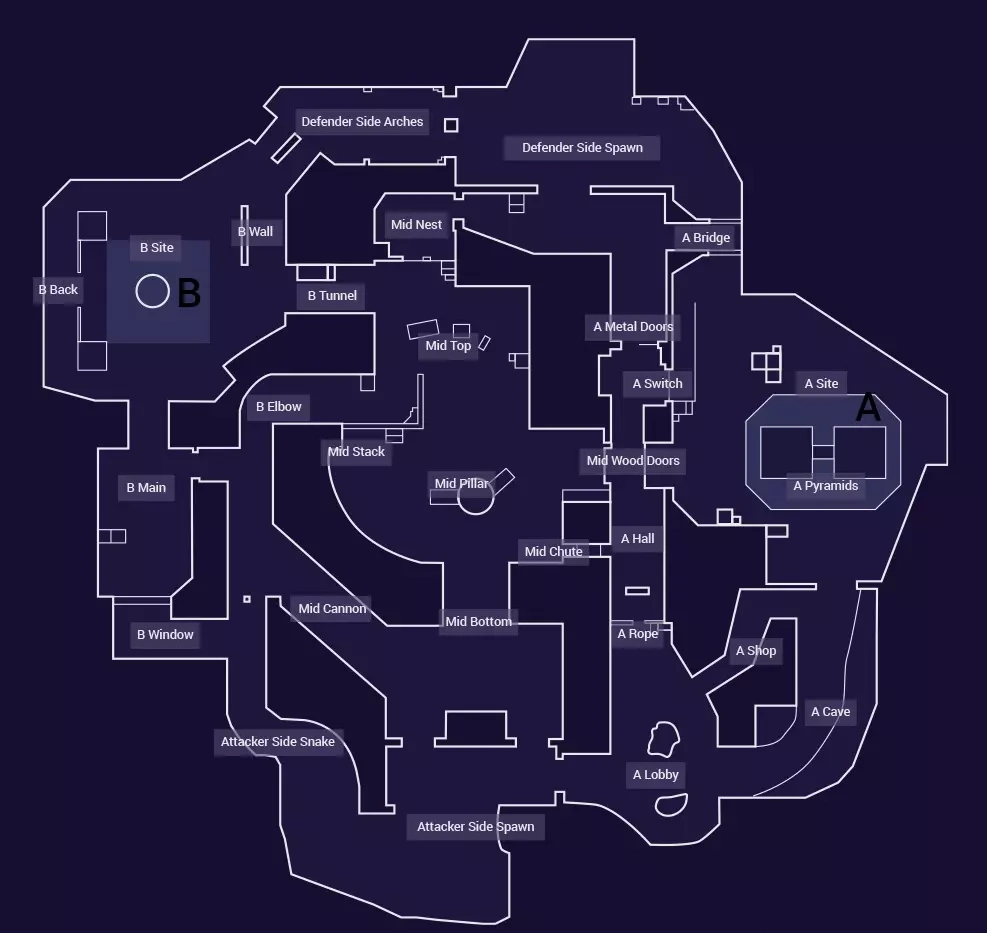 Defender Side Arches
Defender Side Spawn
Mid Nest
B Wall
A Bridge
B Site
B Back
B
B Tunnel
A Metal Doors
Mid Top
A Switch
A Site
A
B Elbow
Mid Stack
Mid Wood Doors
Mid Pillar
A Pyramids
B Main
A Hall
Mid Chute
Mid Cannon
Mid Bottom
B Window
A Rope
A Shop
A Cave
Attacker Side Snake
A Lobby
Attacker Side Spawn